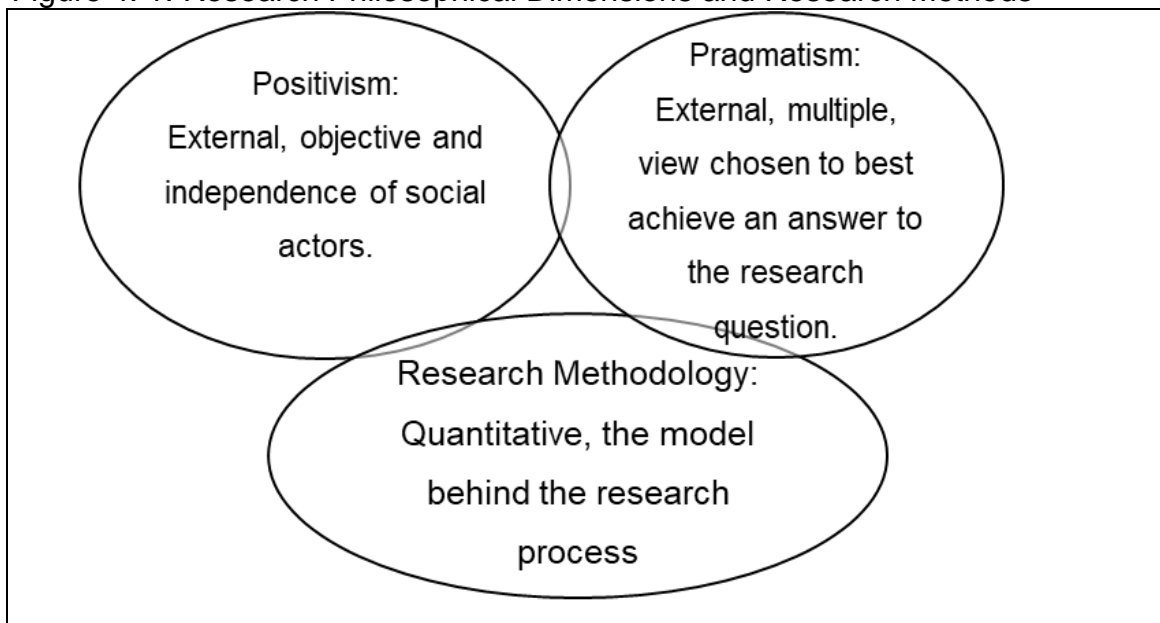 Positivism:
External, objective and
independence of social
actors.
Pragmatism:
External, multiple,
view chosen to best
achieve an answer to
the research
question.
Research Methodology:
Quantitative, the model
behind the research
process